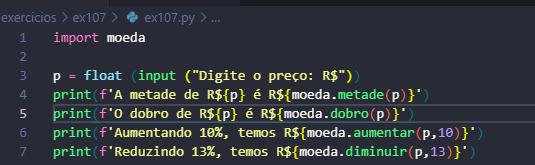 exercicios > ex107 > ex107.py > ...
1 import moeda
2
3 p = float (input ("Digite o preço: R$"))
4 print(f'A metade de R${p} é R${moeda.metade(p)}')
5 print(f'O dobro de R${p} é R${moeda.dobro(p)}')
6 print(f'Aumentando 10%, temos R${moeda.aumentar(p,10)}')
7 print(f'Reduzindo 13%, temos R${moeda.diminuir(p,13)}')